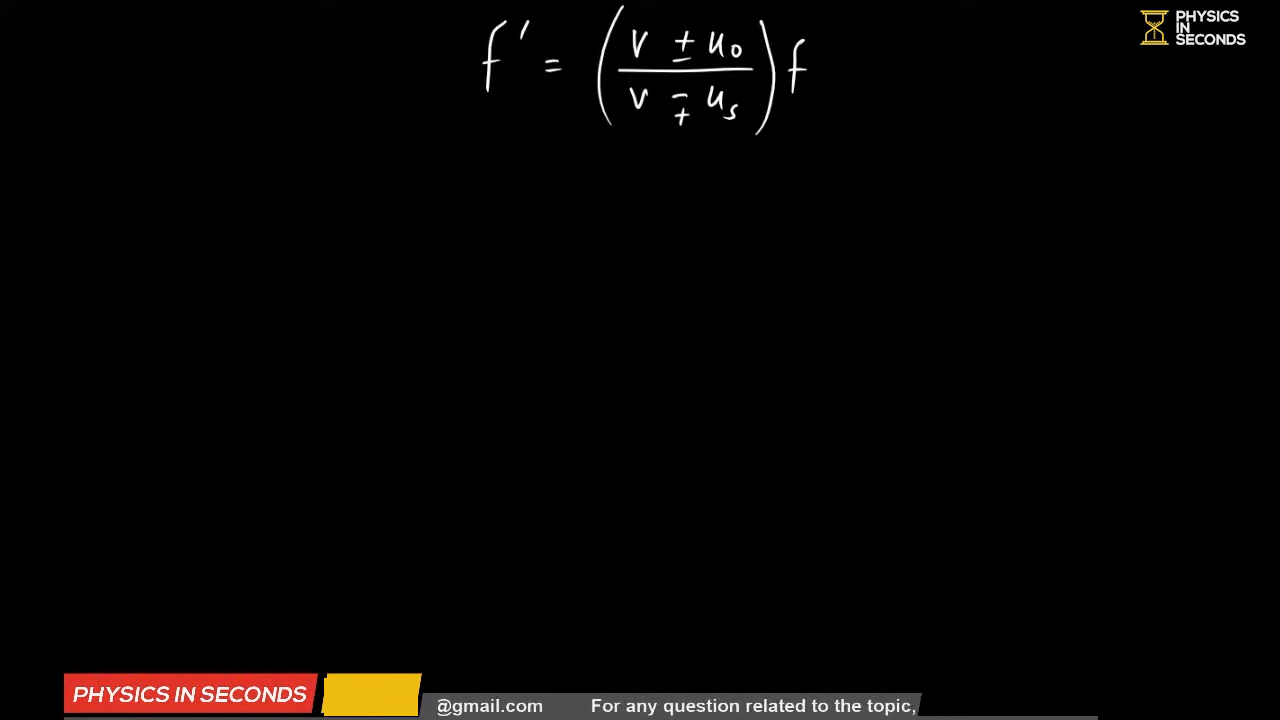 f' = (v ± u₀ / v ∓ uₛ) f
PHYSICS
IN
SECONDS
PHYSICS IN SECONDS
@gmail.com For any question related to the topic,